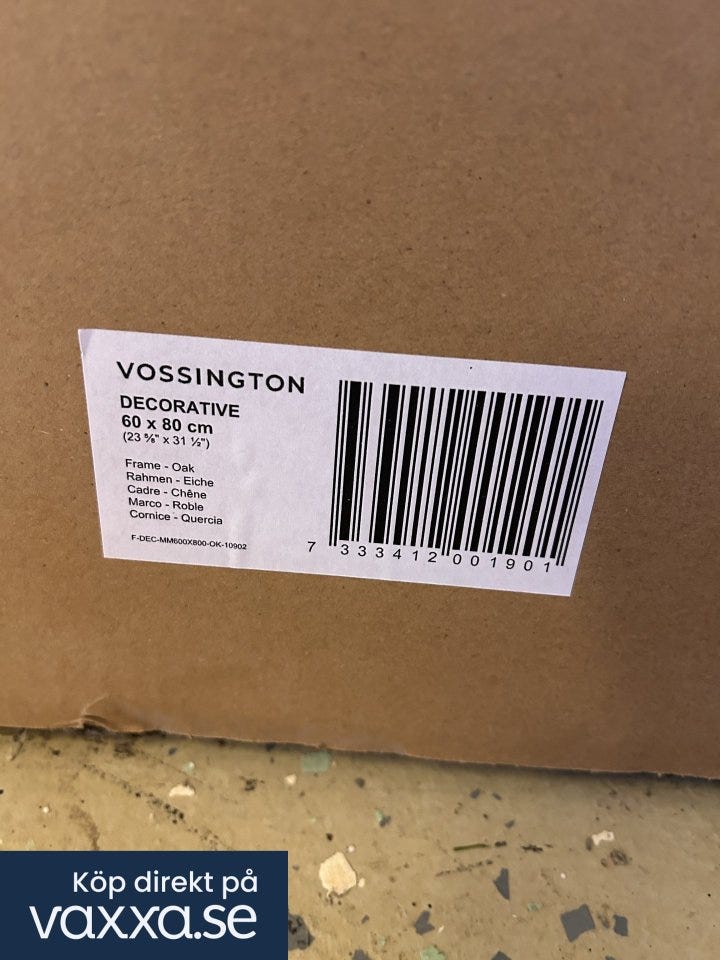 VOSSINGTON
DECORATIVE
60 x 80 cm
(23 ⅝" x 31 ½")
Frame - Oak
Rahmen - Eiche
Cadre - Chêne
Marco - Roble
Cornice - Quercia
F-DEC-MM600X800-OK-10902
7 333412 001901
Köp direkt på
vaxxa.se